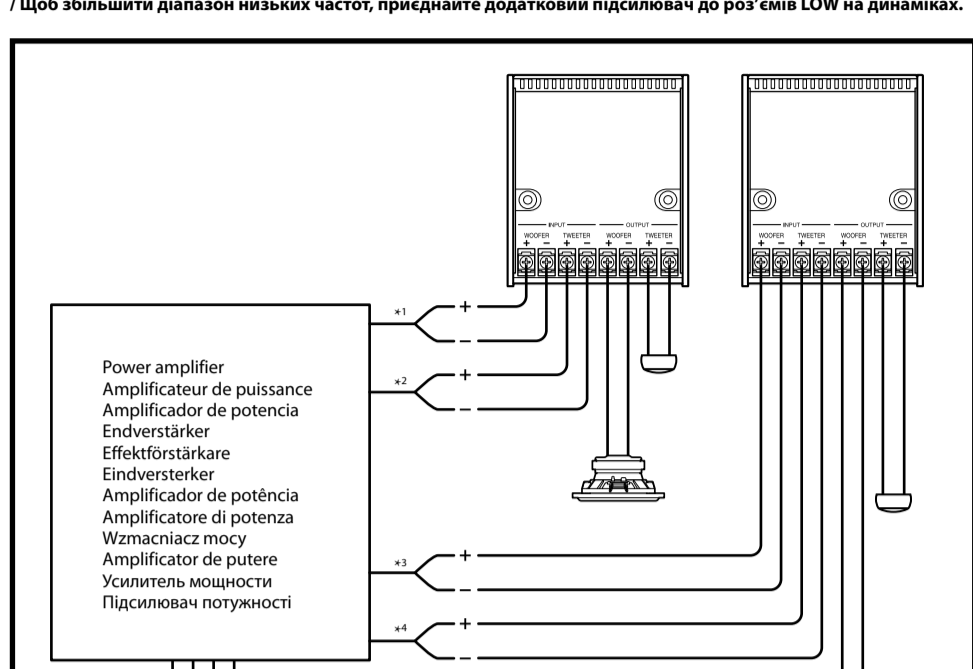 / Щоб збільшити діапазон низьких частот, приєднайте додатковий підсилювач до роз’ємів LOW на динаміках.
INPUT OUTPUT
WOOFER TWEETER WOOFER TWEETER
+ − + − + − + −
INPUT OUTPUT
WOOFER TWEETER WOOFER TWEETER
+ − + − + − + −
*1
+
−
*2
+
−
Power amplifier
Amplificateur de puissance
Amplificador de potencia
Endverstärker
Effektförstärkare
Eindversterker
Amplificador de potência
Amplificatore di potenza
Wzmacniacz mocy
Amplificator de putere
Усилитель мощности
Підсилювач потужності
*3
+
−
*4
+
−